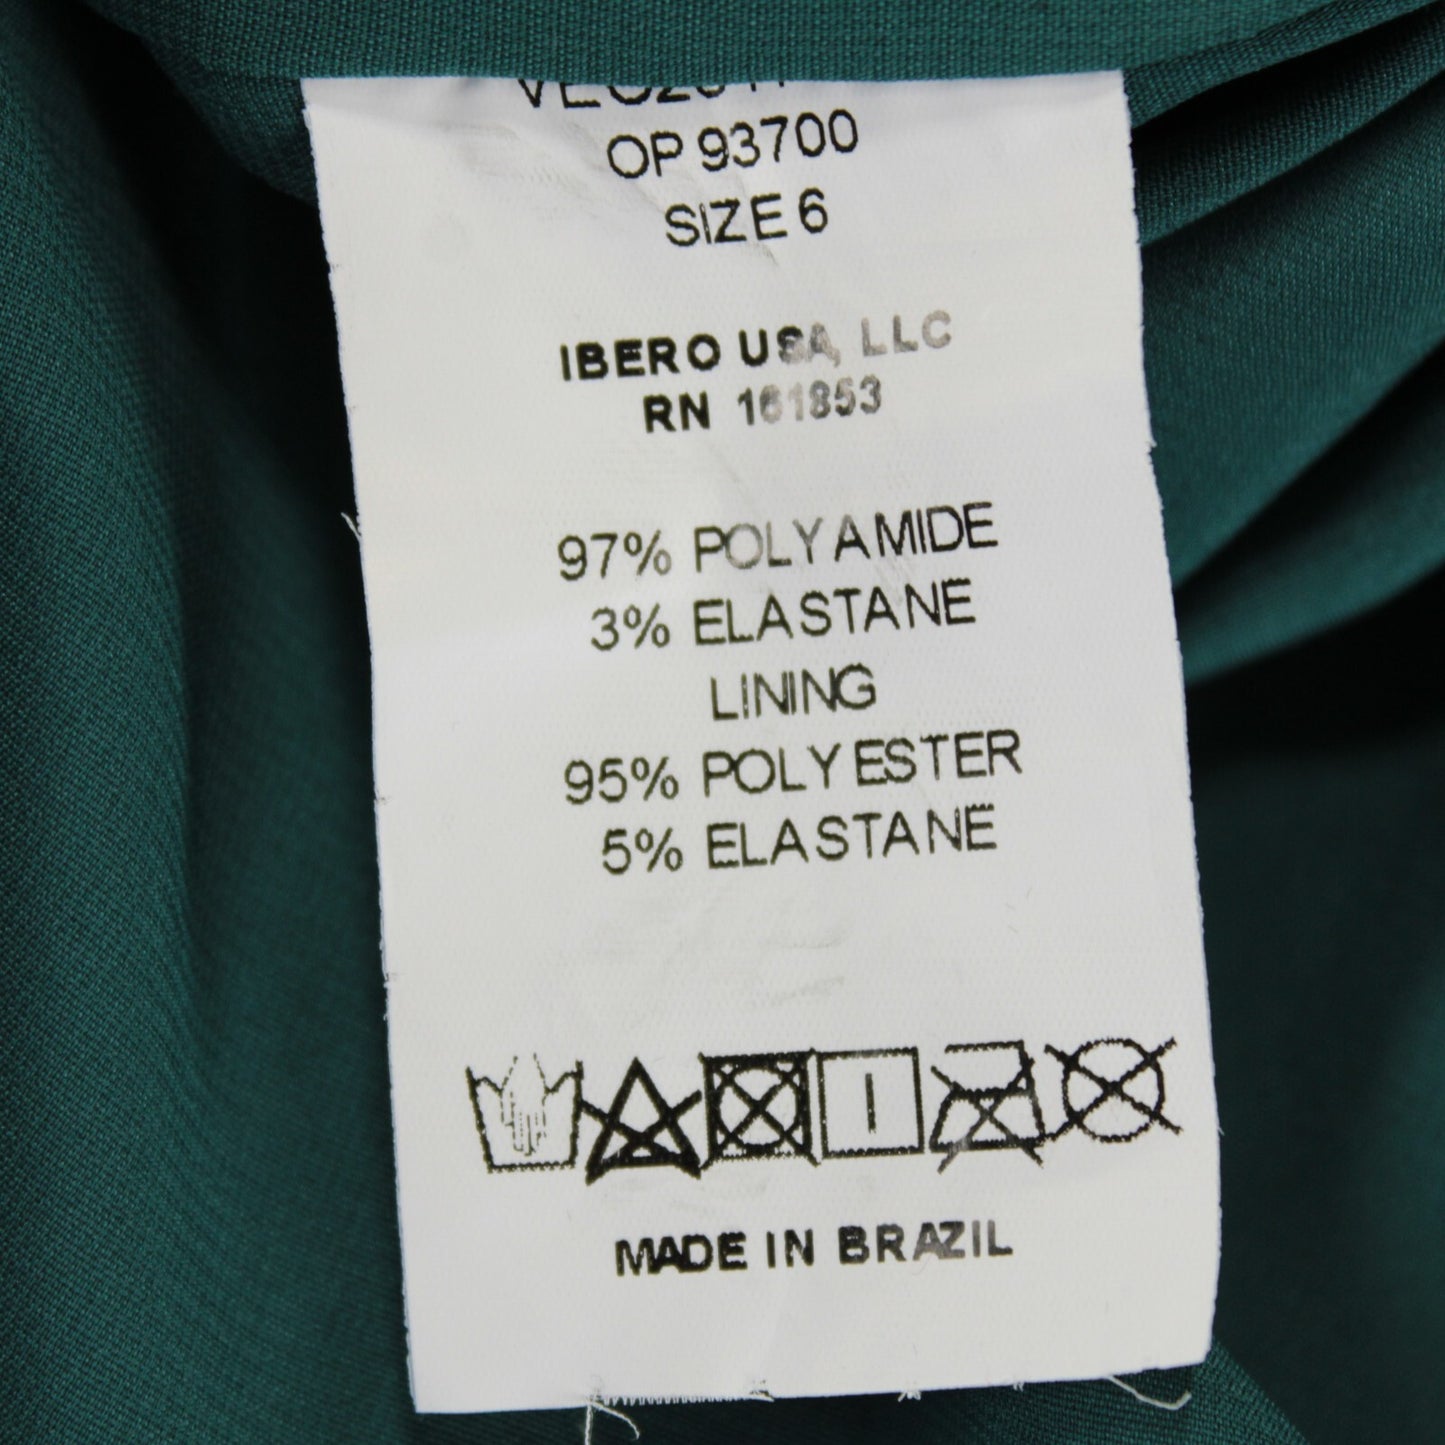 OP 93700
SIZE 6
IBERO USA, LLC
RN 161853
97% POLYAMIDE
3% ELASTANE
LINING
95% POLYESTER
5% ELASTANE
MADE IN BRAZIL